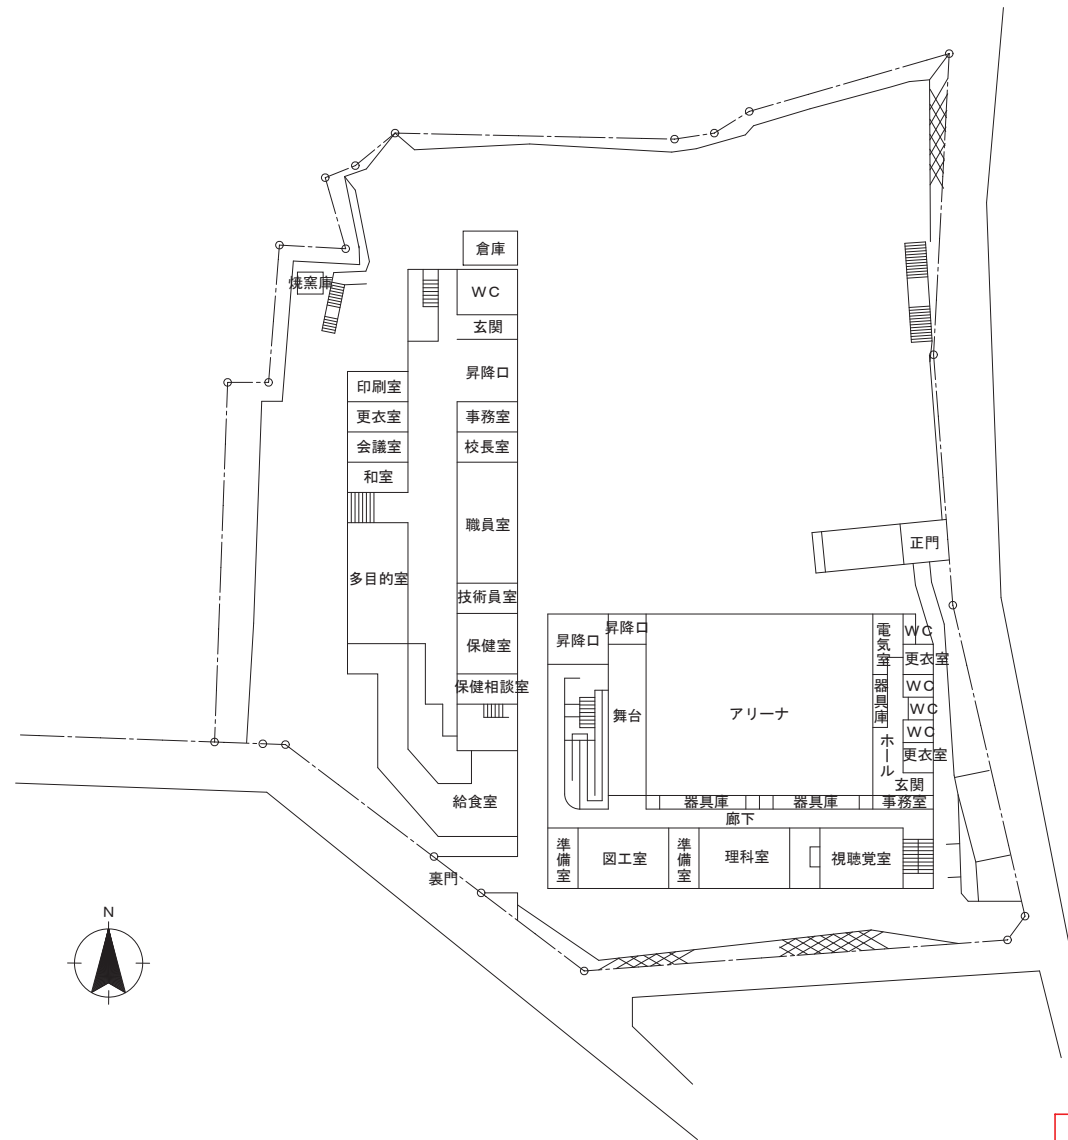 倉庫
焼窯庫
WC
玄関
昇降口
印刷室
更衣室
事務室
会議室
校長室
和室
職員室
正門
多目的室
技術員室
保健室
保健相談室
給食室
昇降口
昇降口
電気室
WC
更衣室
器具庫
WC
舞台
アリーナ
WC
WC
ホール
更衣室
玄関
器具庫
器具庫
事務室
廊下
準備室
図工室
準備室
理科室
視聴覚室
裏門
N